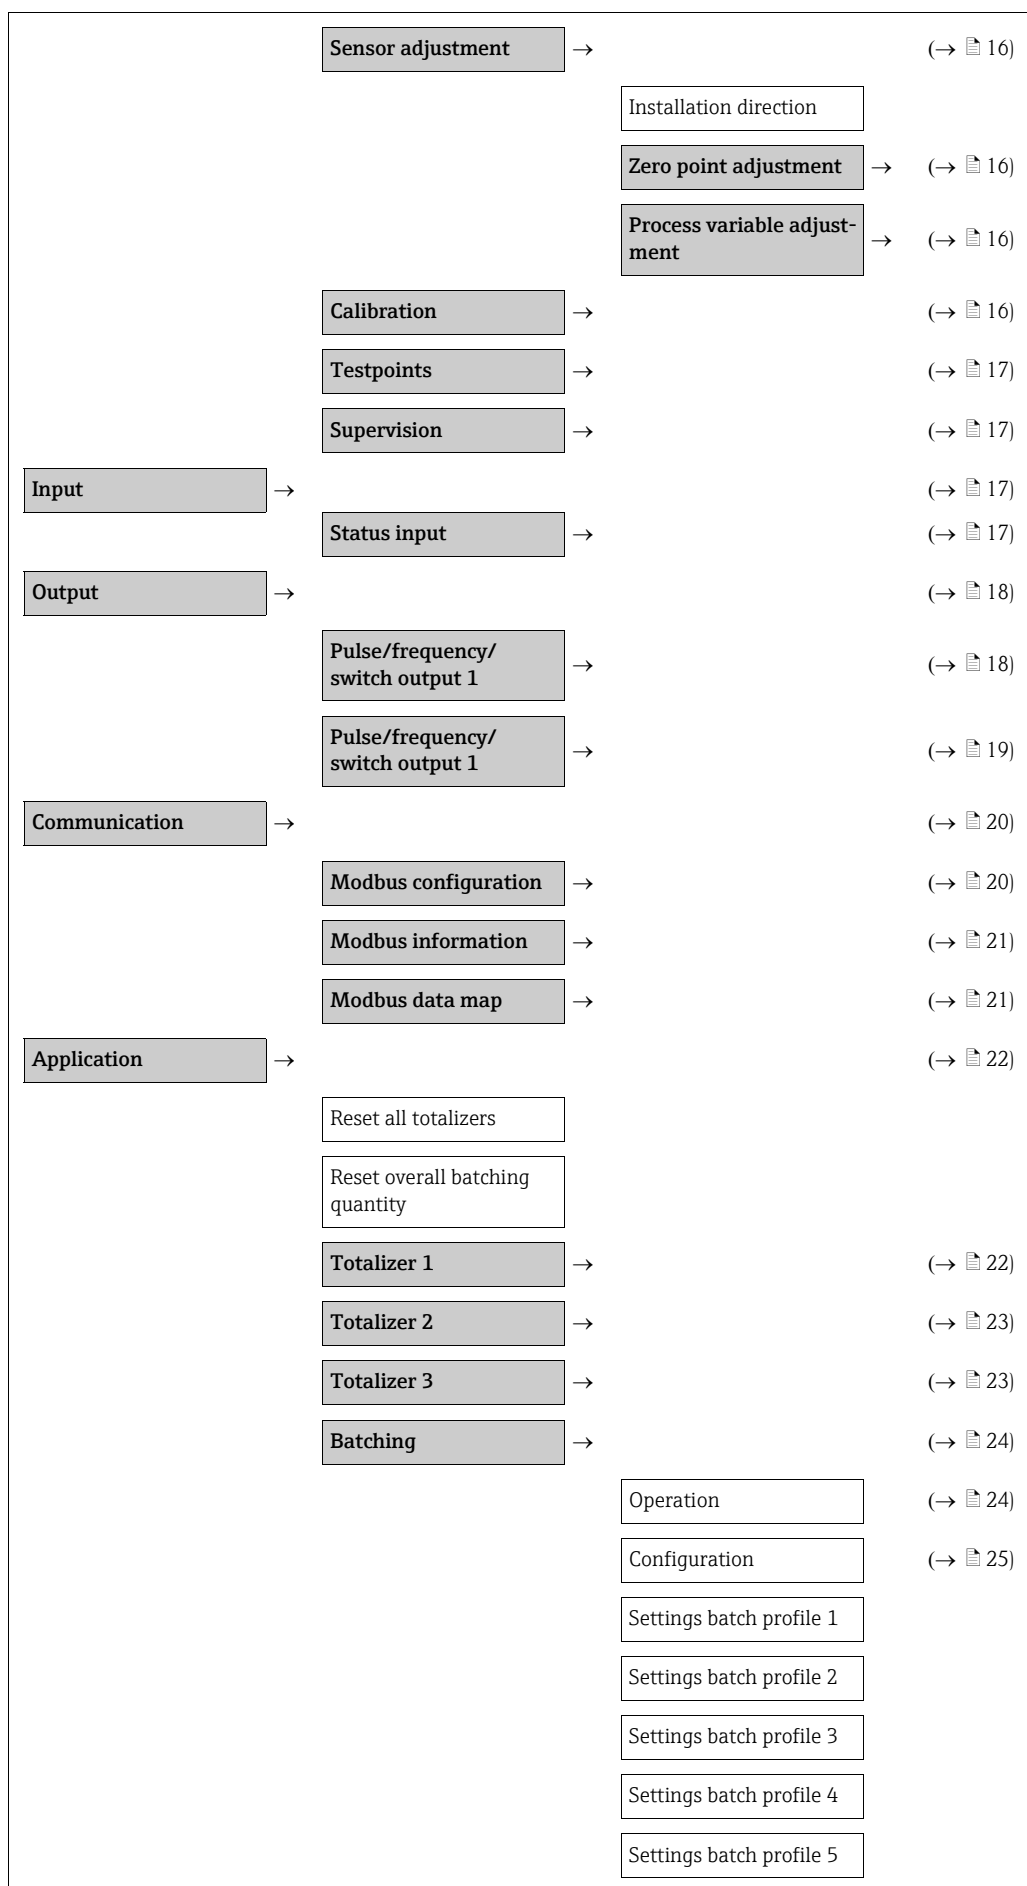 Sensor adjustment → (→ 16)
Installation direction
Zero point adjustment → (→ 16)
Process variable adjust-
ment → (→ 16)
Calibration → (→ 16)
Testpoints → (→ 17)
Supervision → (→ 17)
Input → (→ 17)
Status input → (→ 17)
Output → (→ 18)
Pulse/frequency/
switch output 1 → (→ 18)
Pulse/frequency/
switch output 1 → (→ 19)
Communication → (→ 20)
Modbus configuration → (→ 20)
Modbus information → (→ 21)
Modbus data map → (→ 21)
Application → (→ 22)
Reset all totalizers
Reset overall batching
quantity
Totalizer 1 → (→ 22)
Totalizer 2 → (→ 23)
Totalizer 3 → (→ 23)
Batching → (→ 24)
Operation (→ 24)
Configuration (→ 25)
Settings batch profile 1
Settings batch profile 2
Settings batch profile 3
Settings batch profile 4
Settings batch profile 5